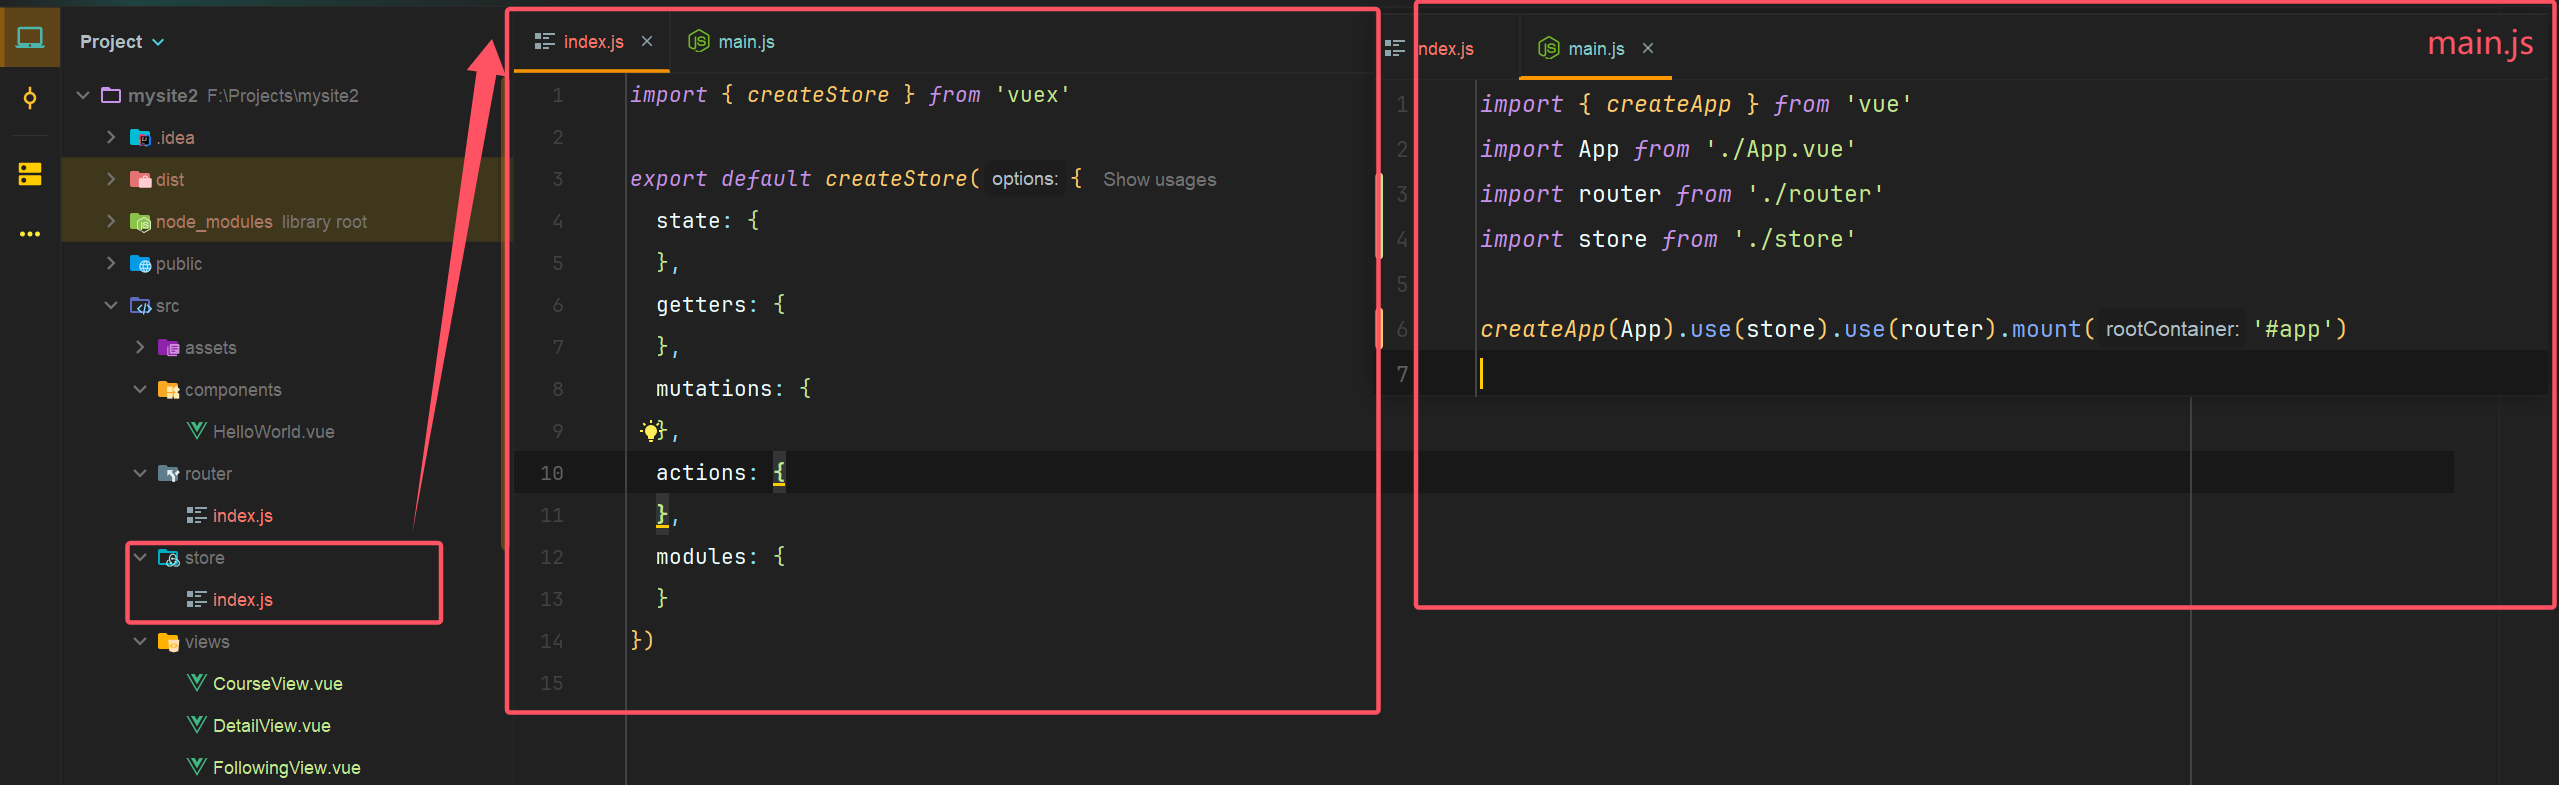 Project
mysite2 F:\Projects\mysite2
.idea
dist
node_modules library root
public
src
assets
components
HelloWorld.vue
router
index.js
store
index.js
views
CourseView.vue
DetailView.vue
FollowingView.vue
index.js main.js
1 import { createStore } from 'vuex'
2
3 export default createStore( options: { Show usages
4 state: {
5 },
6 getters: {
7 },
8 mutations: {
9 },
10 actions: {
11 },
12 modules: {
13 }
14 })
15
index.js main.js
main.js
1 import { createApp } from 'vue'
2 import App from './App.vue'
3 import router from './router'
4 import store from './store'
5
6 createApp(App).use(store).use(router).mount( rootContainer: '#app')
7